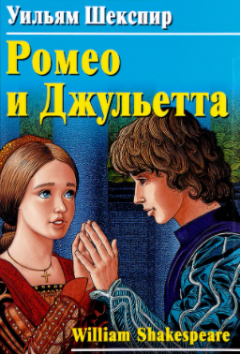 Уильям Шекспир
Ромео
и Джульетта
William Shakespeare